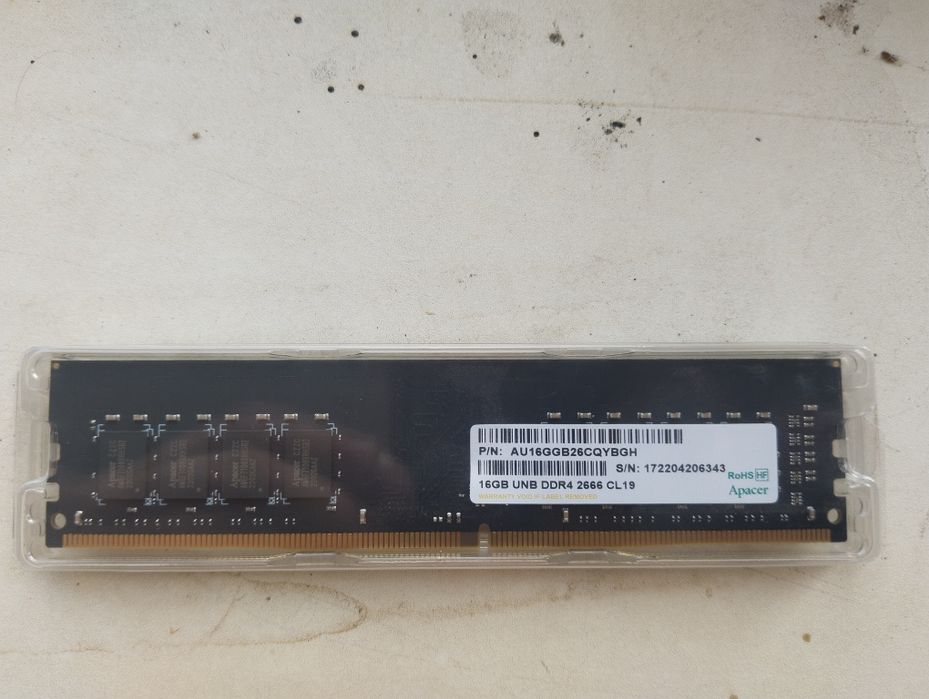 P/N: AU16GGB26CQYBGH
S/N: 172204206343
16GB UNB DDR4 2666 CL19
WARRANTY VOID IF LABEL REMOVED
RoHS HF
Apacer